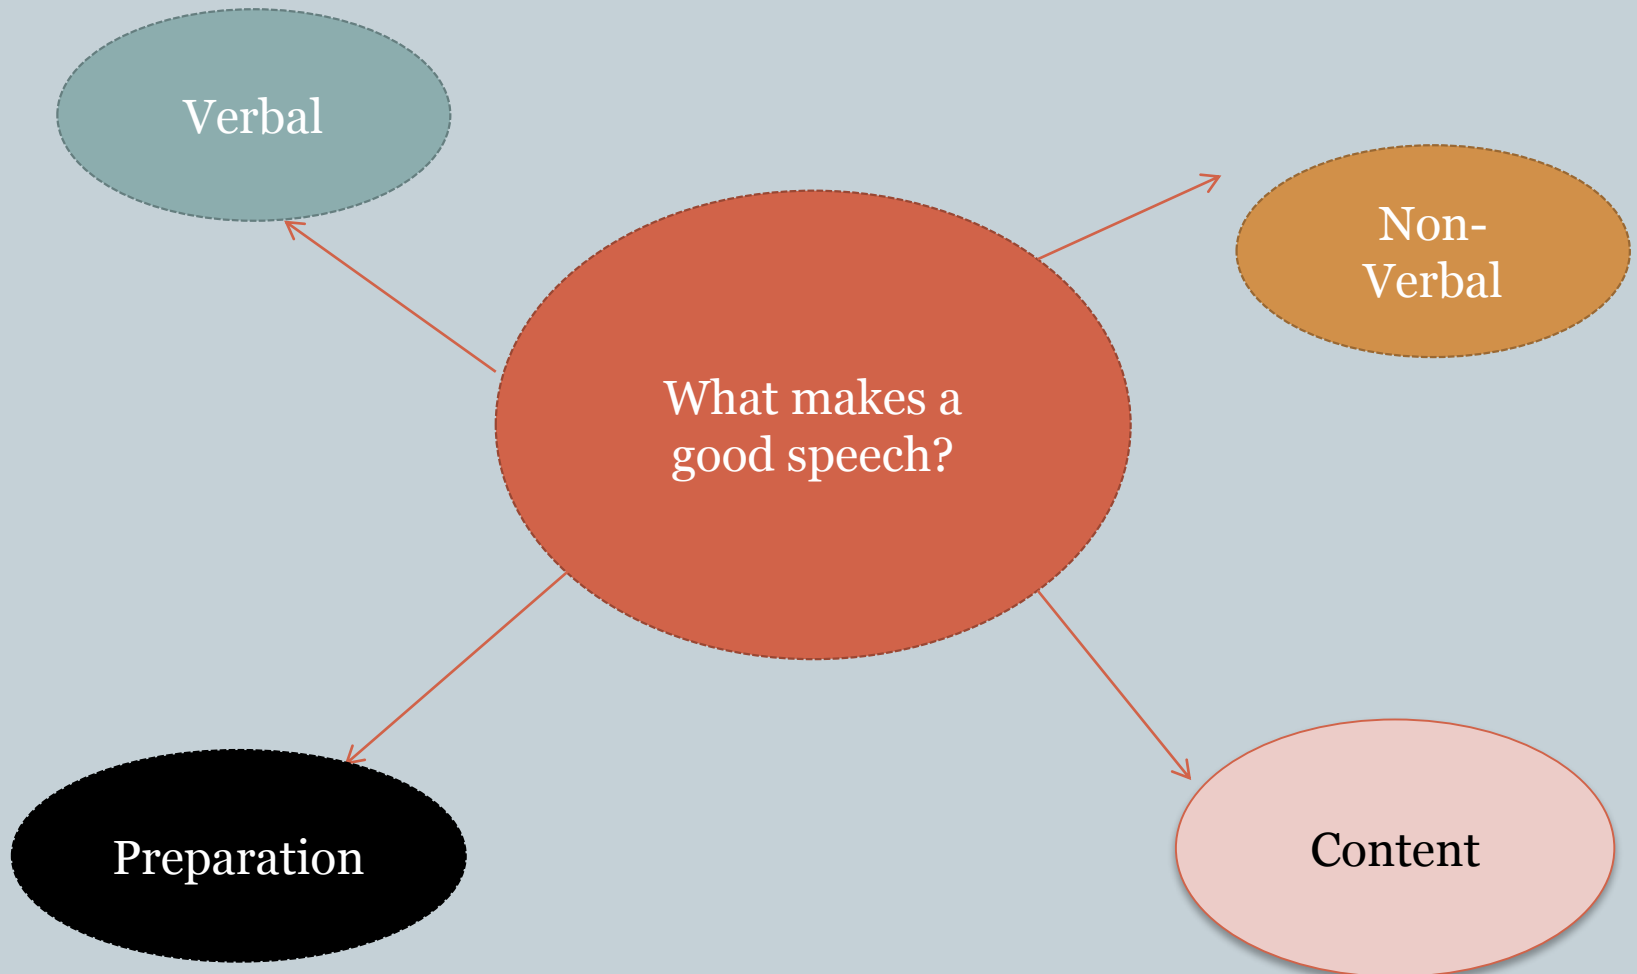 Verbal
Non-
Verbal
What makes a
good speech?
Preparation
Content